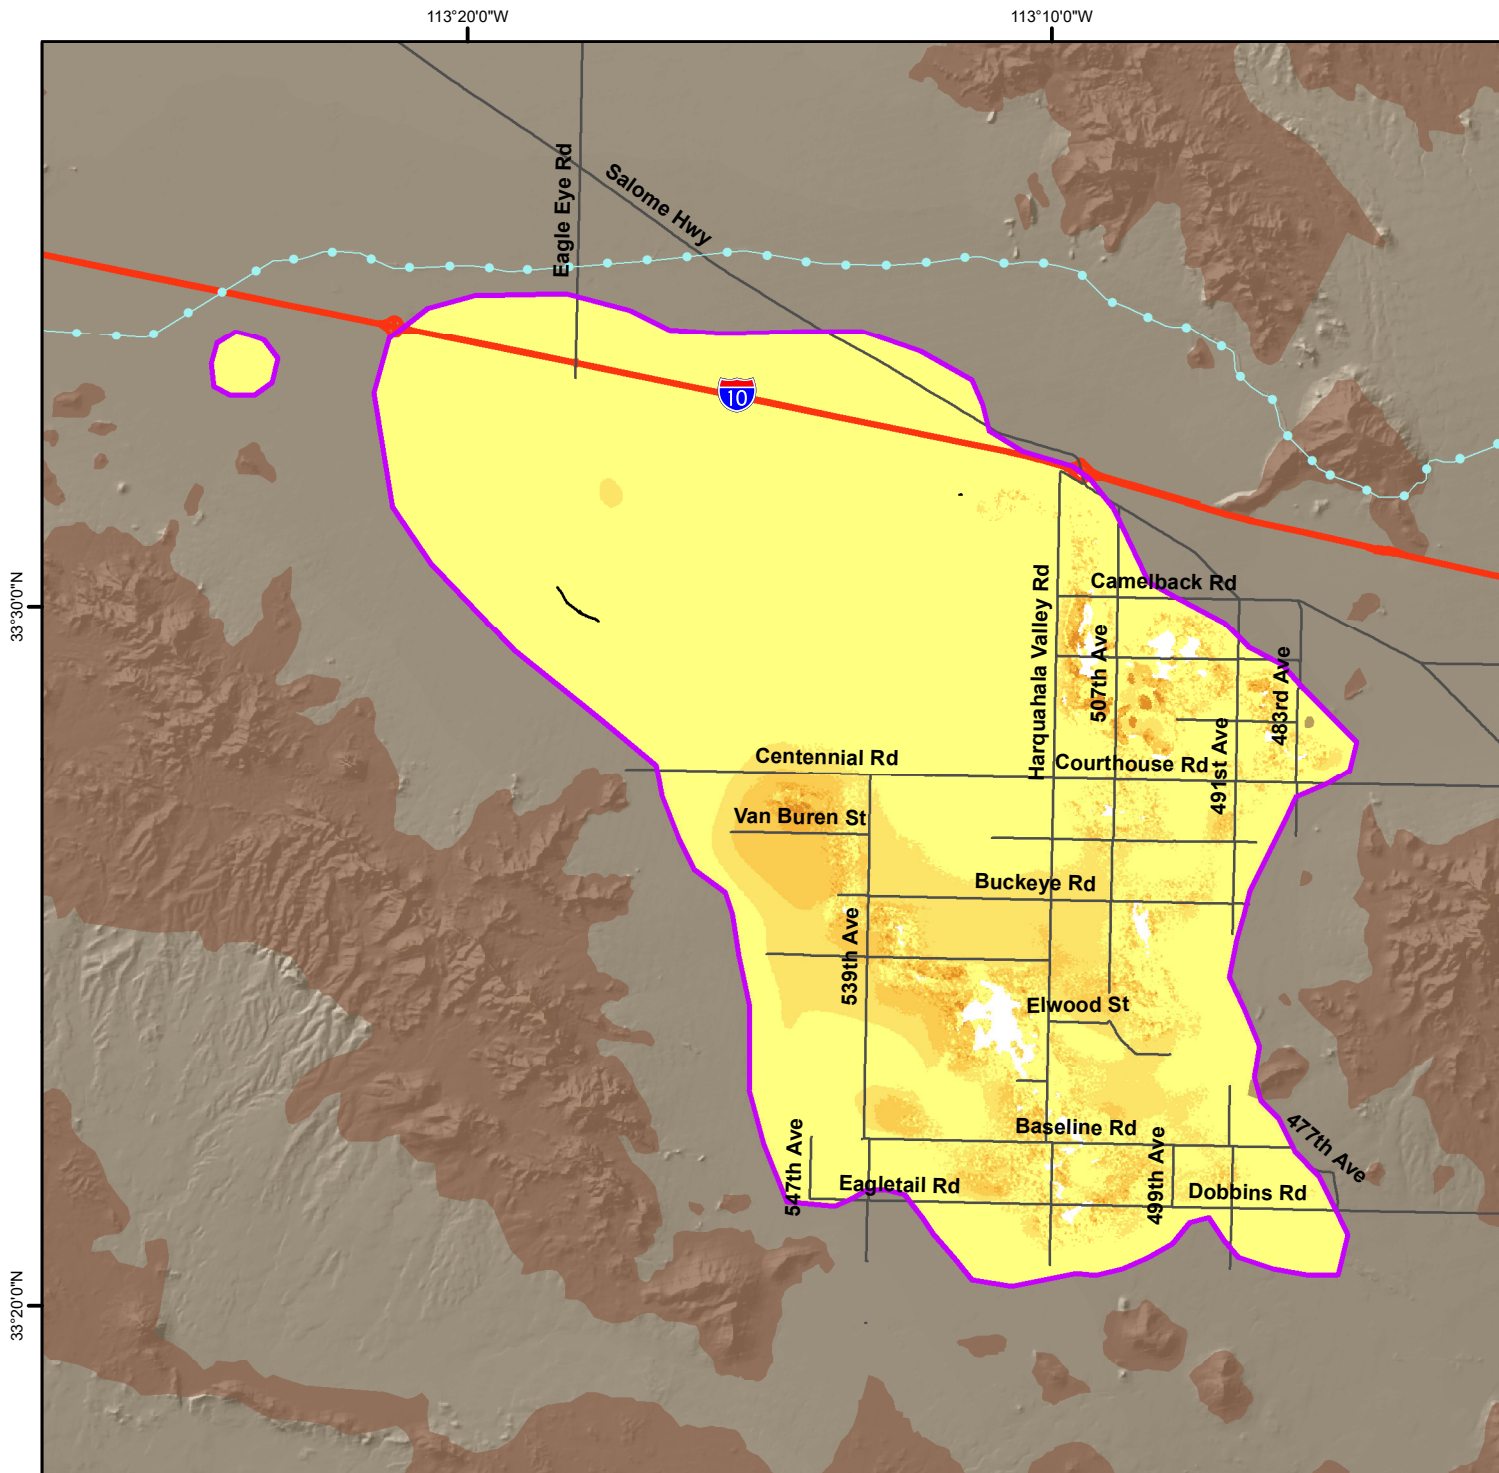 113°20'0"W
113°10'0"W
Eagle Eye Rd
Salome Hwy
10
33°30'0"N
Camelback Rd
Harquahala Valley Rd
507th Ave
483rd Ave
491st Ave
Centennial Rd
Courthouse Rd
Van Buren St
Buckeye Rd
539th Ave
Elwood St
Baseline Rd
477th Ave
547th Ave
499th Ave
Eagletail Rd
Dobbins Rd
33°20'0"N